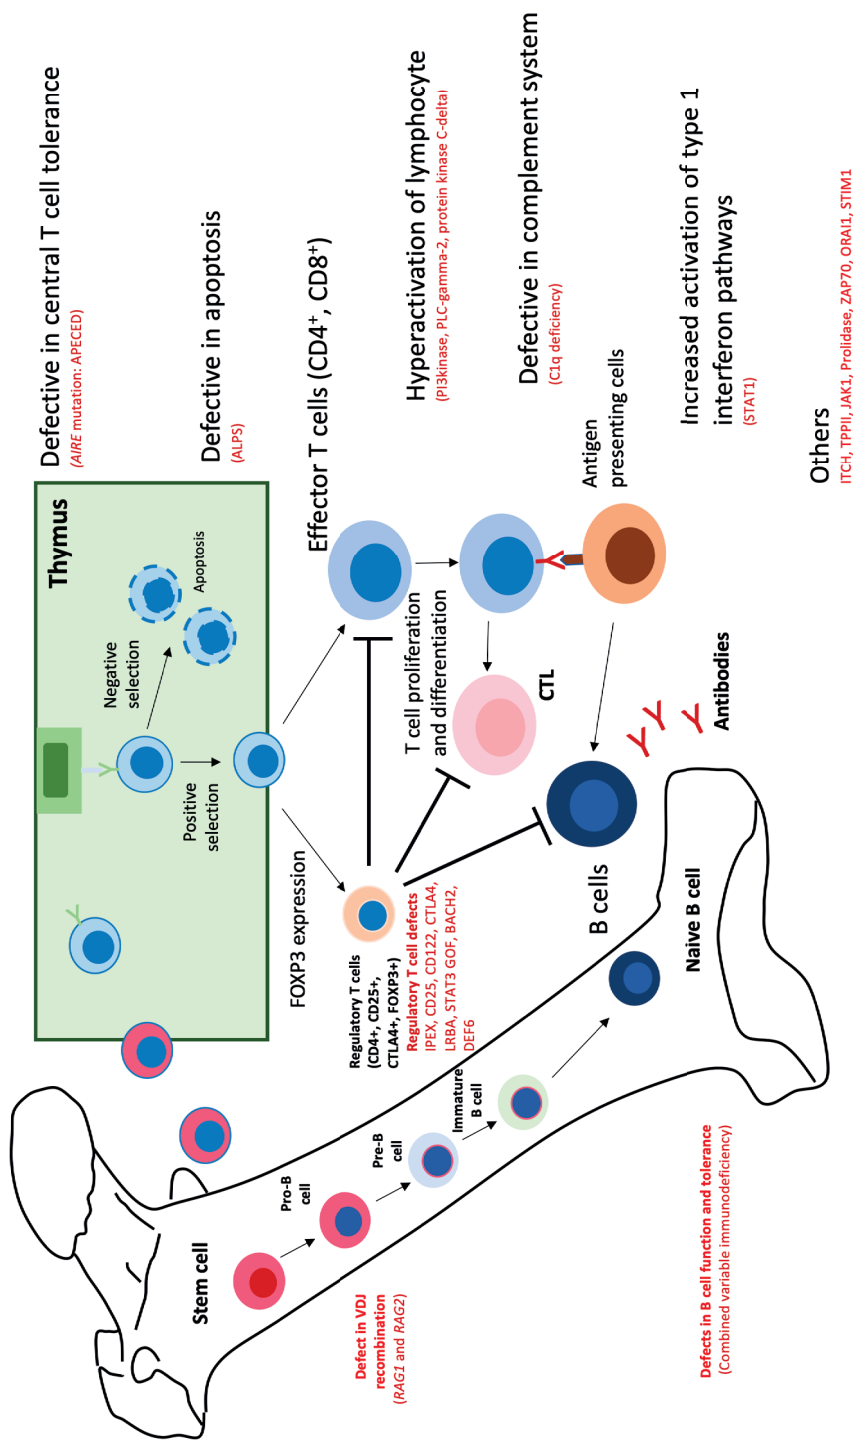 Stem cell
Pro-B
cell
Pre-B
cell
Immature
B cell
Naive B cell
Defect in VDJ
recombination
(RAG1 and RAG2)
Defects in B cell function and tolerance
(Combined variable immunodeficiency)
Thymus
Positive
selection
Negative
selection
Apoptosis
FOXP3 expression
Regulatory T cells
(CD4+, CD25+,
CTLA4+, FOXP3+)
Regulatory T cell defects
IPEX, CD25, CD122, CTLA4,
LRBA, STAT3 GOF, BACH2,
DEF6
Effector T cells (CD4+, CD8+)
T cell proliferation
and differentiation
CTL
B cells
Antibodies
Antigen
presenting cells
Defective in central T cell tolerance
(AIRE mutation: APECED)
Defective in apoptosis
(ALPS)
Hyperactivation of lymphocyte
(PI3kinase, PLC-gamma-2, protein kinase C-delta)
Defective in complement system
(C1q deficiency)
Increased activation of type 1
interferon pathways
(STAT1)
Others
ITCH, TPPII, JAK1, Prolidase, ZAP70, ORAI1, STIM1